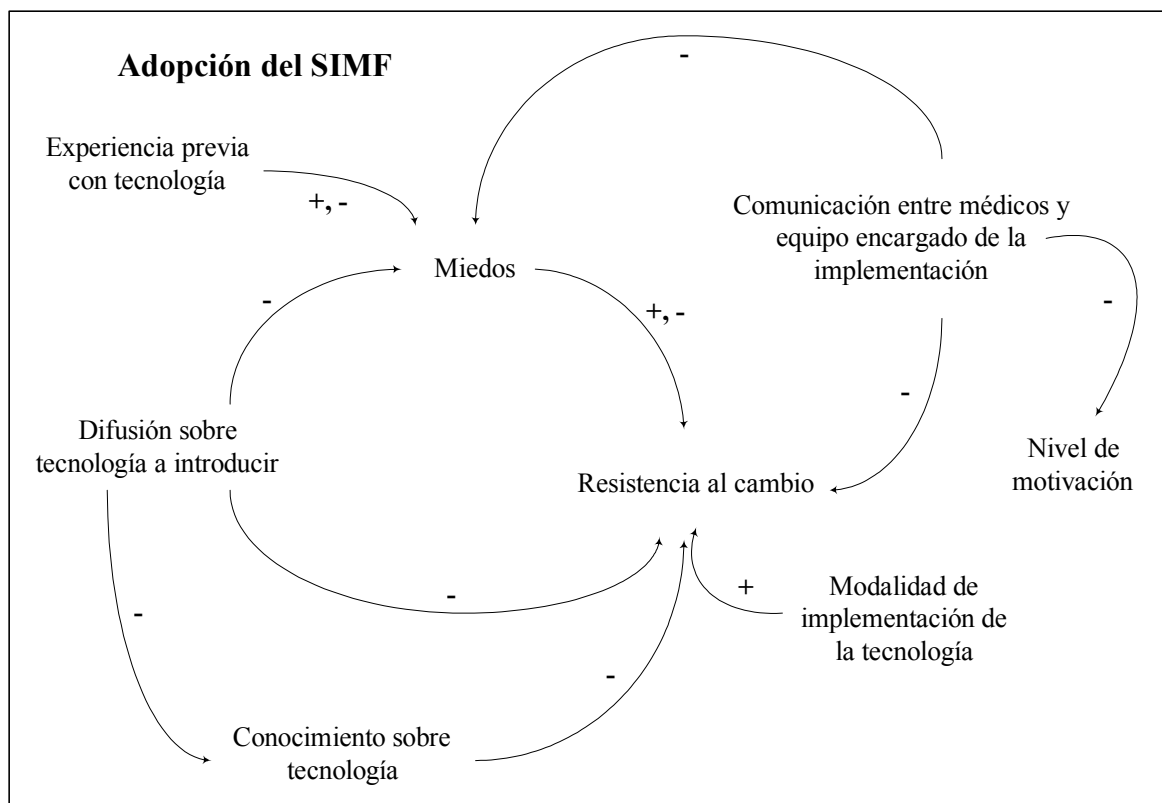 Adopción del SIMF
-
Experiencia previa
con tecnología
+, -
Comunicación entre médicos y
equipo encargado de la
implementación
Miedos
-
+, -
-
-
Difusión sobre
tecnología a introducir
Nivel de
motivación
Resistencia al cambio
-
-
+
Modalidad de
implementación de
la tecnología
-
Conocimiento sobre
tecnología